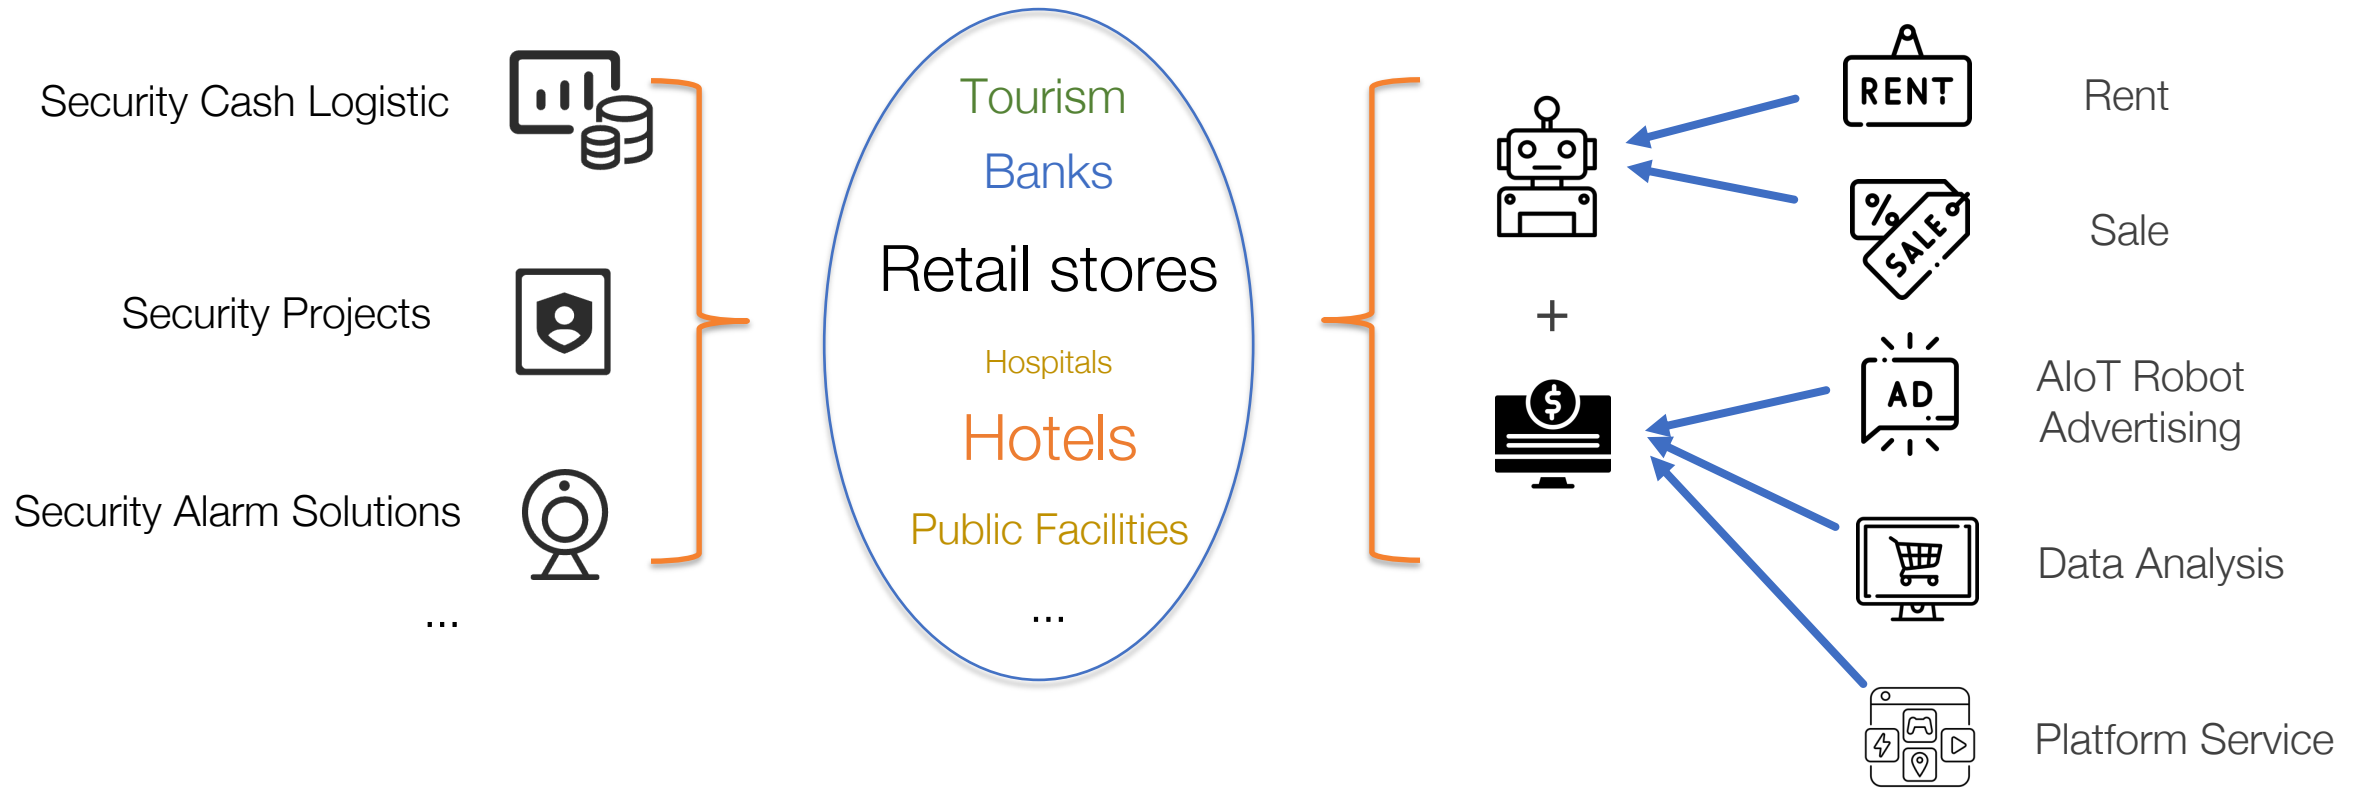 Security Cash Logistic
Security Projects
Security Alarm Solutions
...
Tourism
Banks
Retail stores
Hospitals
Hotels
Public Facilities
...
+
$
RENT
Rent
%
SALE
Sale
AD
AIoT Robot
Advertising
Data Analysis
Platform Service